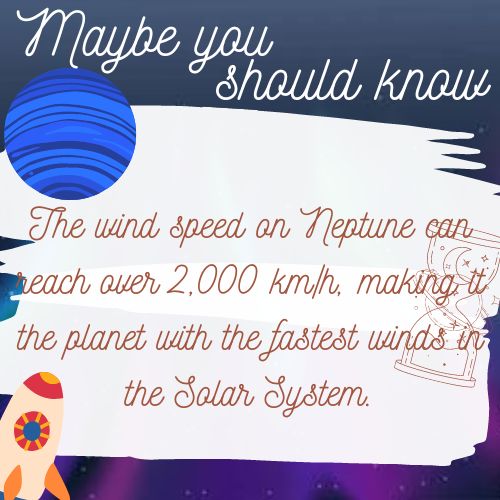 Maybe you
should know
The wind speed on Neptune can
reach over 2,000 km/h, making it
the planet with the fastest winds in
the Solar System.